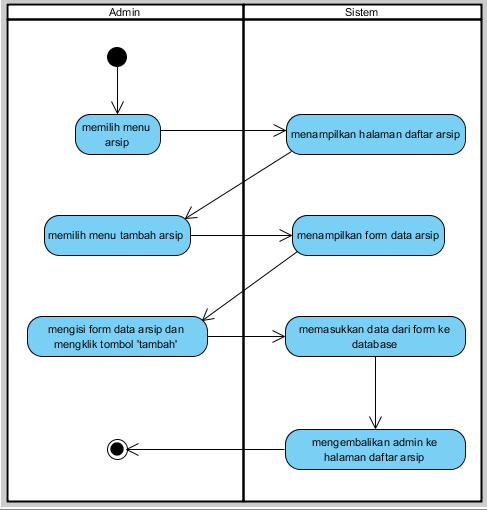 Admin
Sistem
memilih menu
arsip
menampilkan halaman daftar arsip
memilih menu tambah arsip
menampilkan form data arsip
mengisi form data arsip dan
mengklik tombol 'tambah'
memasukkan data dari form ke
database
mengembalikan admin ke
halaman daftar arsip